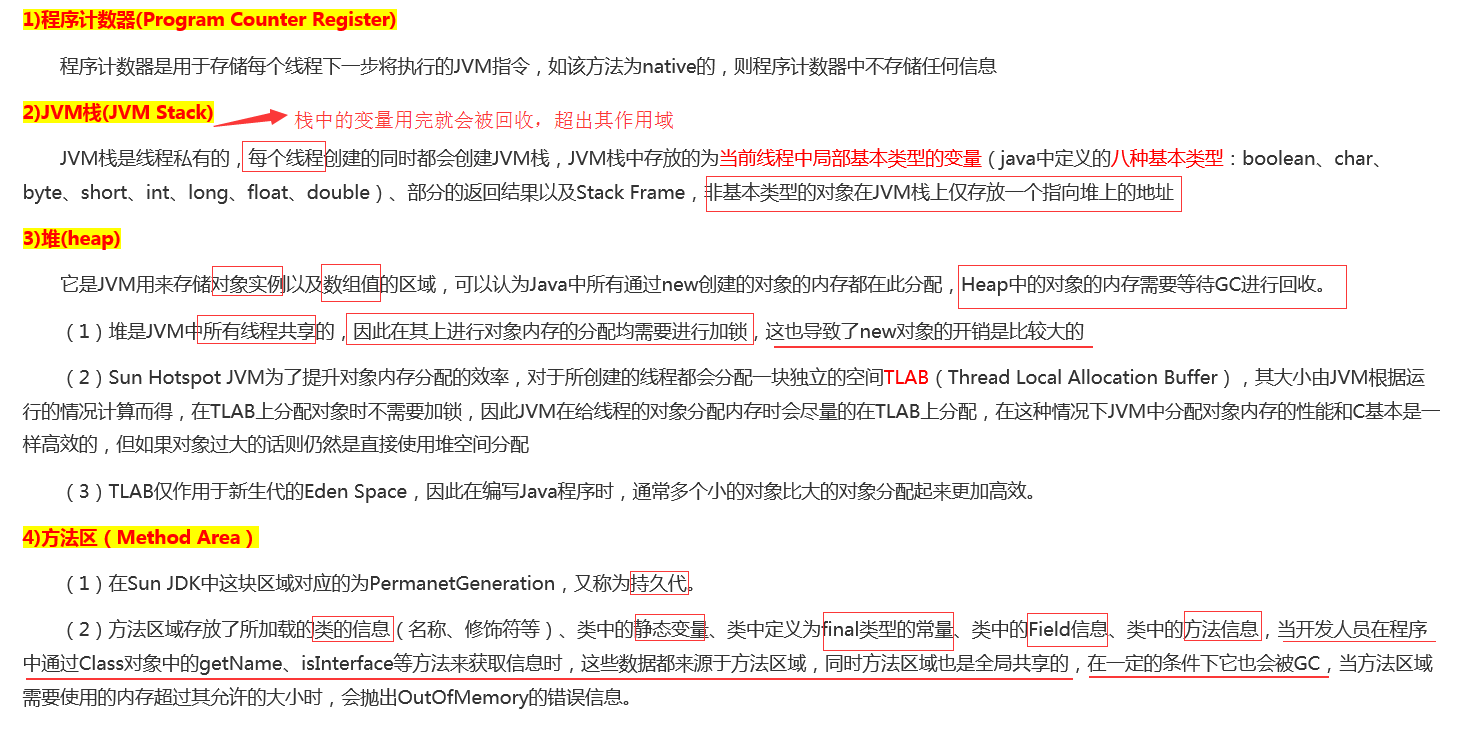 1)程序计数器(Program Counter Register)
程序计数器是用于存储每个线程下一步将执行的JVM指令，如该方法为native的，则程序计数器中不存储任何信息
2)JVM栈(JVM Stack)
栈中的变量用完就会被回收，超出其作用域
JVM栈是线程私有的，每个线程创建的同时都会创建JVM栈，JVM栈中存放的为当前线程中局部基本类型的变量（java中定义的八种基本类型：boolean、char、
byte、short、int、long、float、double）、部分的返回结果以及Stack Frame，非基本类型的对象在JVM栈上仅存放一个指向堆上的地址
3)堆(heap)
它是JVM用来存储对象实例以及数组值的区域，可以认为Java中所有通过new创建的对象的内存都在此分配，Heap中的对象的内存需要等待GC进行回收。
（1）堆是JVM中所有线程共享的，因此在其上进行对象内存的分配均需要进行加锁，这也导致了new对象的开销是比较大的
（2）Sun Hotspot JVM为了提升对象内存分配的效率，对于所创建的线程都会分配一块独立的空间TLAB（Thread Local Allocation Buffer），其大小由JVM根据运
行的情况计算而得，在TLAB上分配对象时不需要加锁，因此JVM在给线程的对象分配内存时会尽量的在TLAB上分配，在这种情况下JVM中分配对象内存的性能和C基本是一
样高效的，但如果对象过大的话则仍然是直接使用堆空间分配
（3）TLAB仅作用于新生代的Eden Space，因此在编写Java程序时，通常多个小的对象比大的对象分配起来更加高效。
4)方法区（Method Area）
（1）在Sun JDK中这块区域对应的为PermanetGeneration，又称为持久代。
（2）方法区域存放了所加载的类的信息（名称、修饰符等）、类中的静态变量、类中定义为final类型的常量、类中的Field信息、类中的方法信息，当开发人员在程序
中通过Class对象中的getName、isInterface等方法来获取信息时，这些数据都来源于方法区域，同时方法区域也是全局共享的，在一定的条件下它也会被GC，当方法区域
需要使用的内存超过其允许的大小时，会抛出OutOfMemory的错误信息。